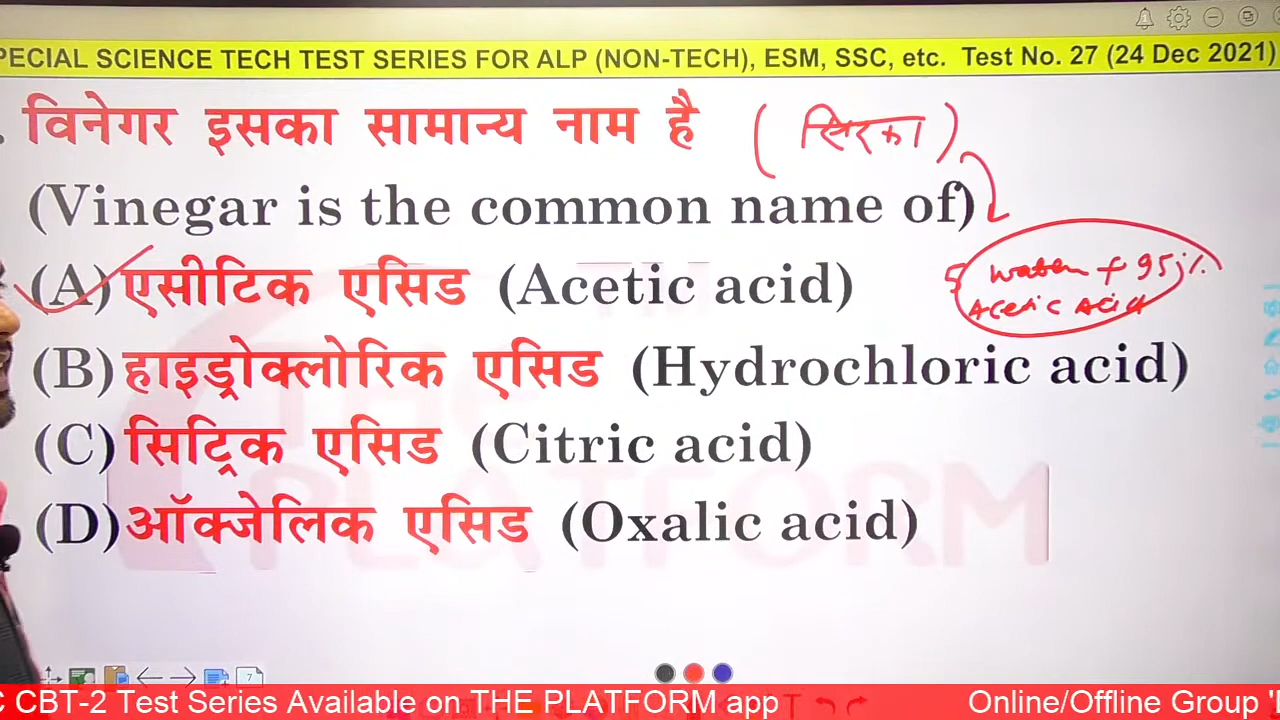 PECIAL SCIENCE TECH TEST SERIES FOR ALP (NON-TECH), ESM, SSC, etc. Test No. 27 (24 Dec 2021)
. विनेगर इसका सामान्य नाम है (सिरका)
(Vinegar is the common name of)
(A) एसीटिक एसिड (Acetic acid)
5 water + 95%
Acetic Acid
(B) हाइड्रोक्लोरिक एसिड (Hydrochloric acid)
(C) सिट्रिक एसिड (Citric acid)
(D) ऑक्जेलिक एसिड (Oxalic acid)
THE
PLATFORM
7
C CBT-2 Test Series Available on THE PLATFORM app Online/Offline Group '